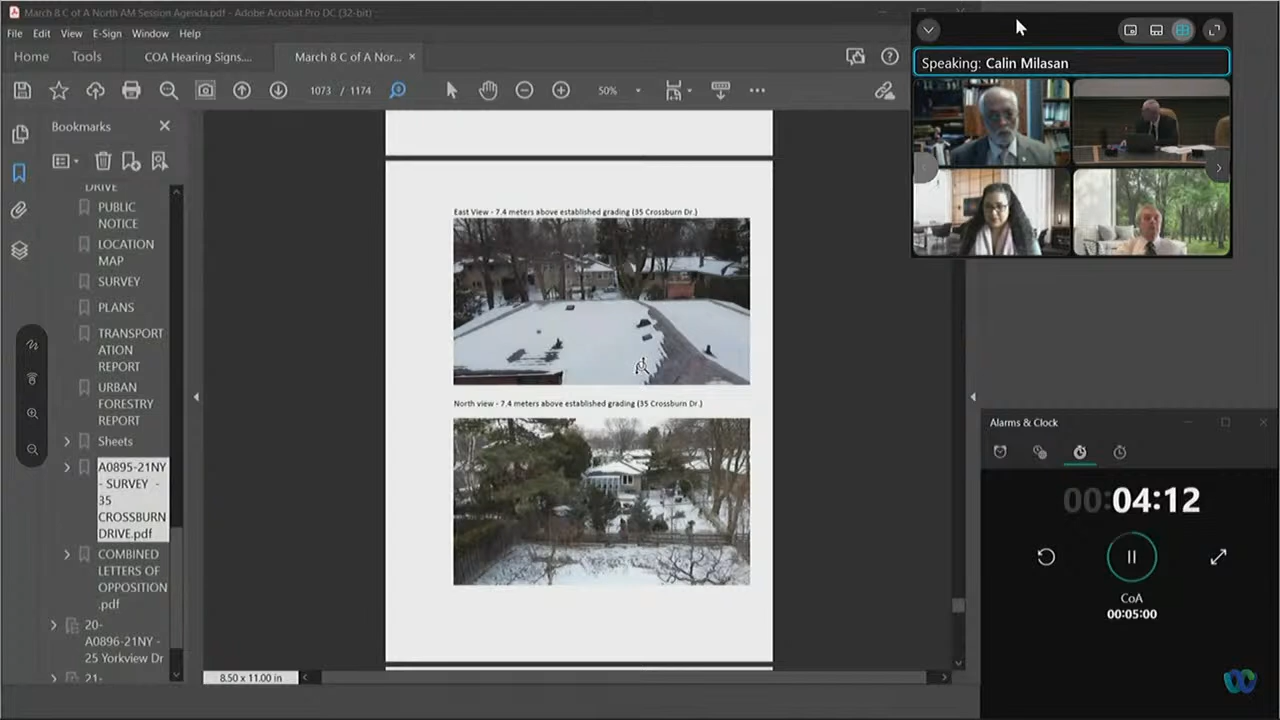 March 8 C of A North AM Session Agenda.pdf - Adobe Acrobat Pro DC (32-bit)
File Edit View E-Sign Window Help
Home Tools COA Hearing Signs.... March 8 C of A Nor... ×
1073 / 1174 50%
Bookmarks
DRIVE
PUBLIC
NOTICE
LOCATION
MAP
SURVEY
PLANS
TRANSPORT
ATION
REPORT
URBAN
FORESTRY
REPORT
Sheets
A0895-21NY
- SURVEY -
35
CROSSBURN
DRIVE.pdf
COMBINED
LETTERS OF
OPPOSITION
.pdf
20-
A0896-21NY -
25 Yorkview Dr
21-
East View - 7.4 meters above established grading (35 Crossburn Dr.)
North view - 7.4 meters above established grading (35 Crossburn Dr.)
8.50 x 11.00 in
Speaking: Calin Milasan
Alarms & Clock
00:04:12
CoA
00:05:00